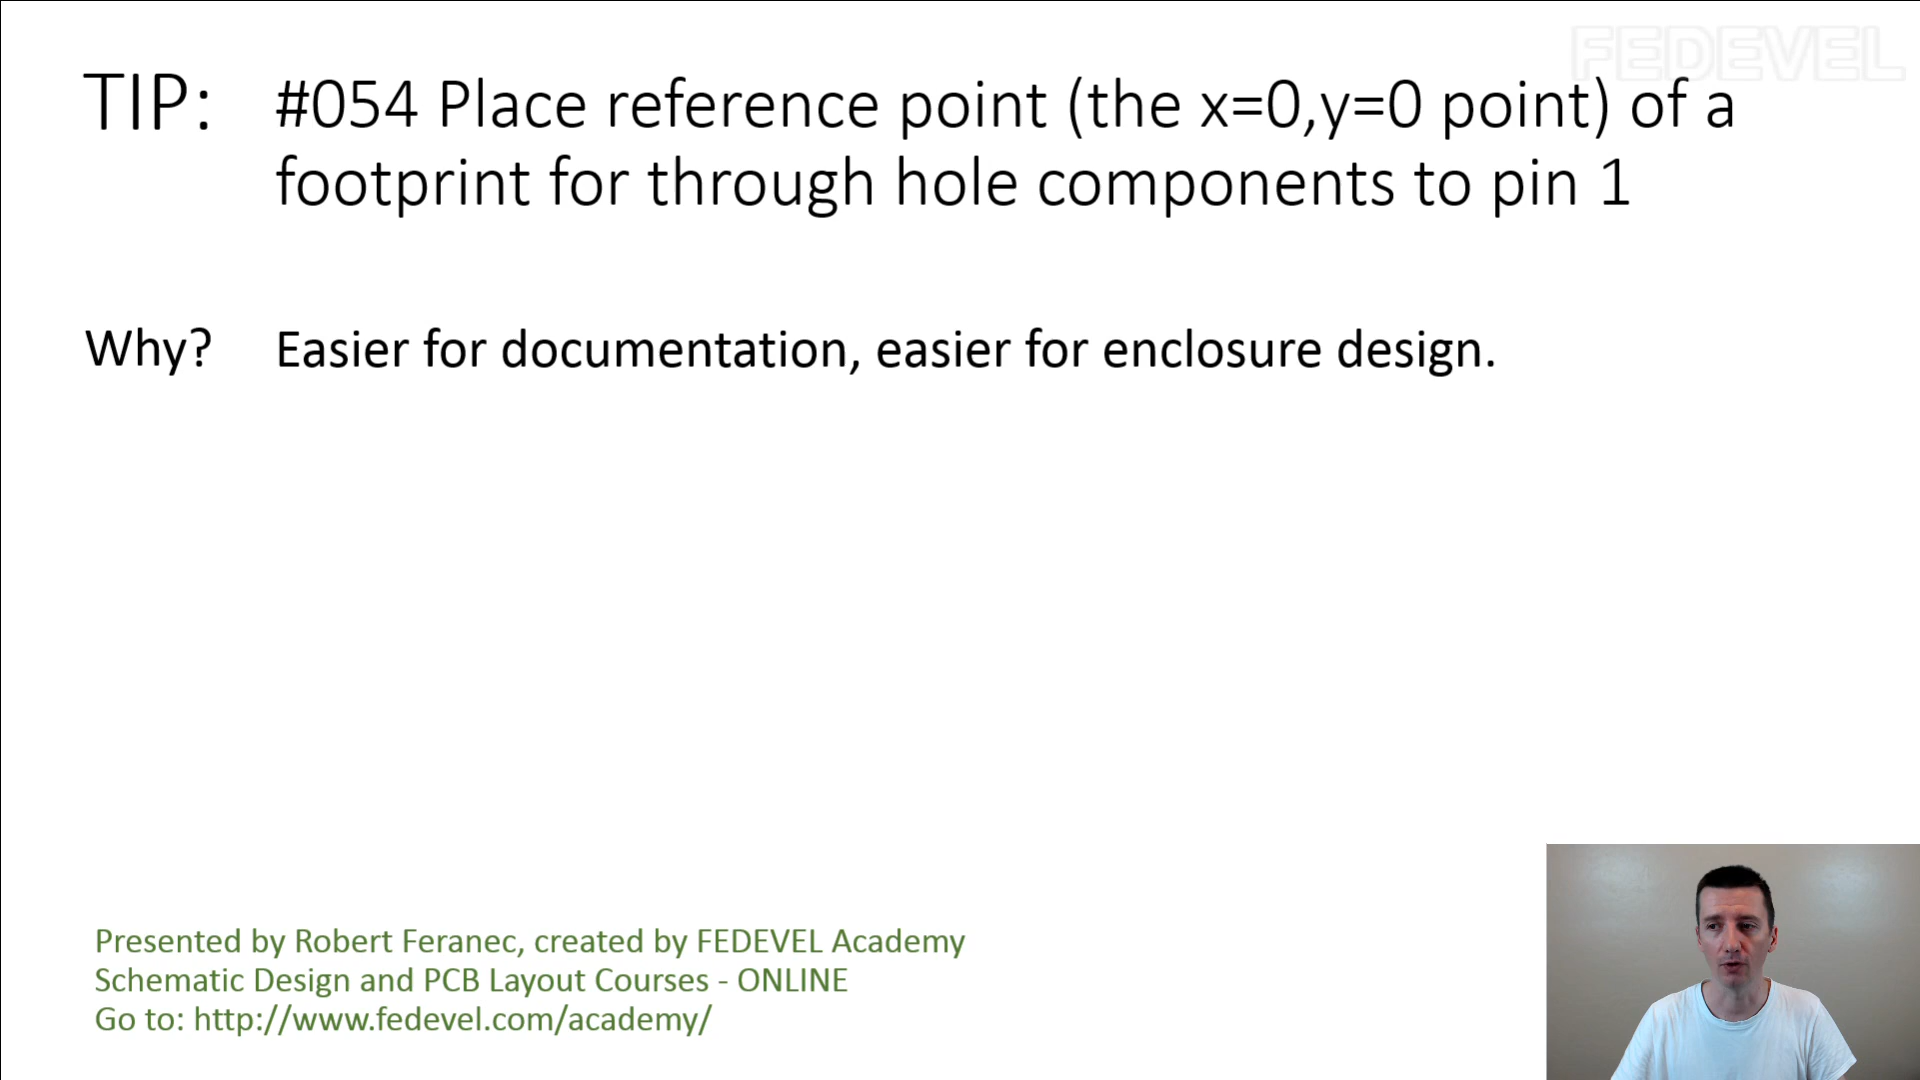 FEDEVEL
TIP: #054 Place reference point (the x=0,y=0 point) of a
footprint for through hole components to pin 1
Why? Easier for documentation, easier for enclosure design.
Presented by Robert Feranec, created by FEDEVEL Academy
Schematic Design and PCB Layout Courses - ONLINE
Go to: http://www.fedevel.com/academy/